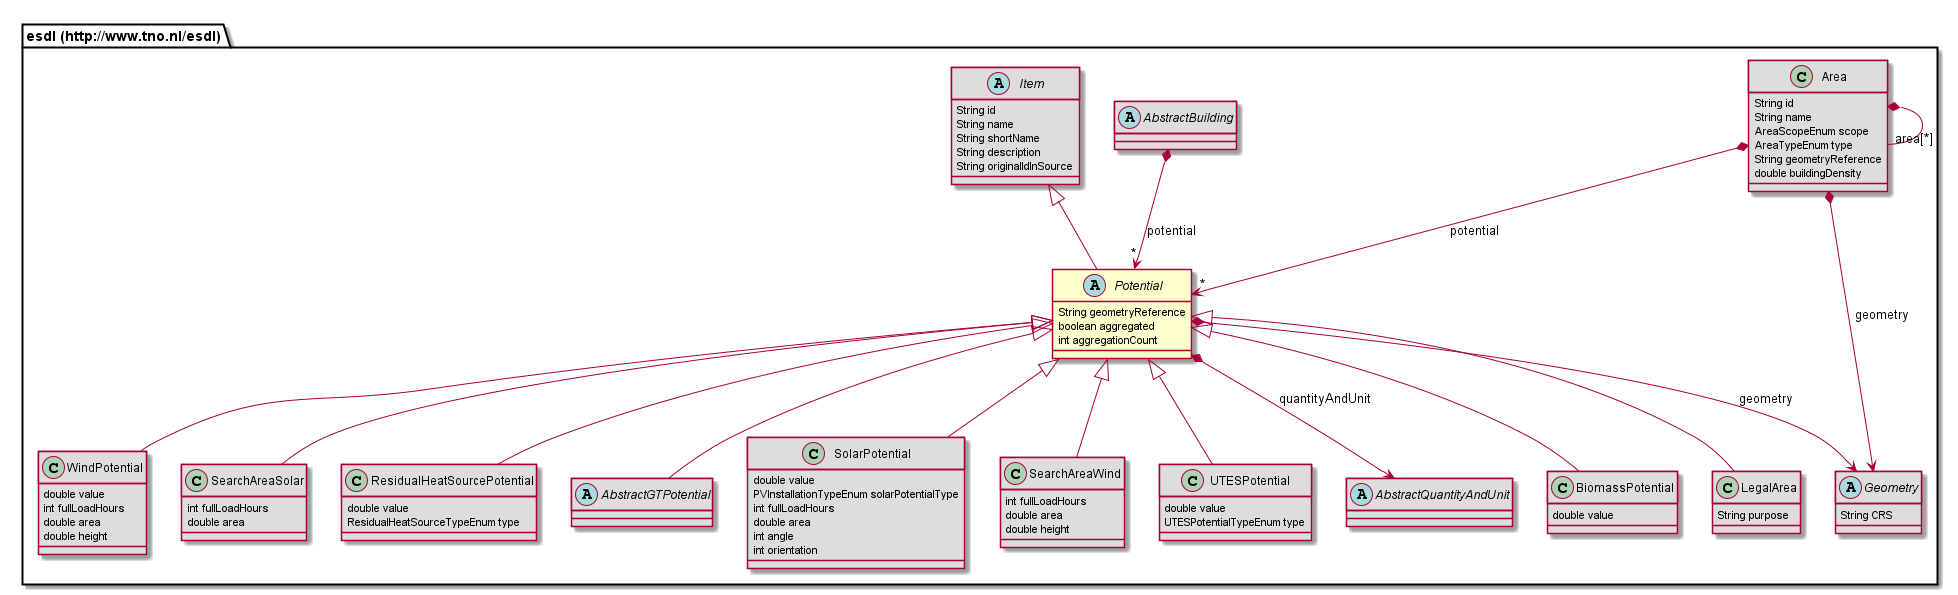 esdl (http://www.tno.nl/esdl)
A Item
String id
String name
String shortName
String description
String originalIdInSource
A AbstractBuilding
C Area
String id
String name
AreaScopeEnum scope
AreaTypeEnum type
String geometryReference
double buildingDensity
area[*]
potential
*
potential
*
geometry
A Potential
String geometryReference
boolean aggregated
int aggregationCount
quantityAndUnit
geometry
C WindPotential
double value
int fullLoadHours
double area
double height
C SearchAreaSolar
int fullLoadHours
double area
C ResidualHeatSourcePotential
double value
ResidualHeatSourceTypeEnum type
A AbstractGTPotential
C SolarPotential
double value
PVInstallationTypeEnum solarPotentialType
int fullLoadHours
double area
int angle
int orientation
C SearchAreaWind
int fullLoadHours
double area
double height
C UTESPotential
double value
UTESPotentialTypeEnum type
A AbstractQuantityAndUnit
C BiomassPotential
double value
C LegalArea
String purpose
A Geometry
String CRS